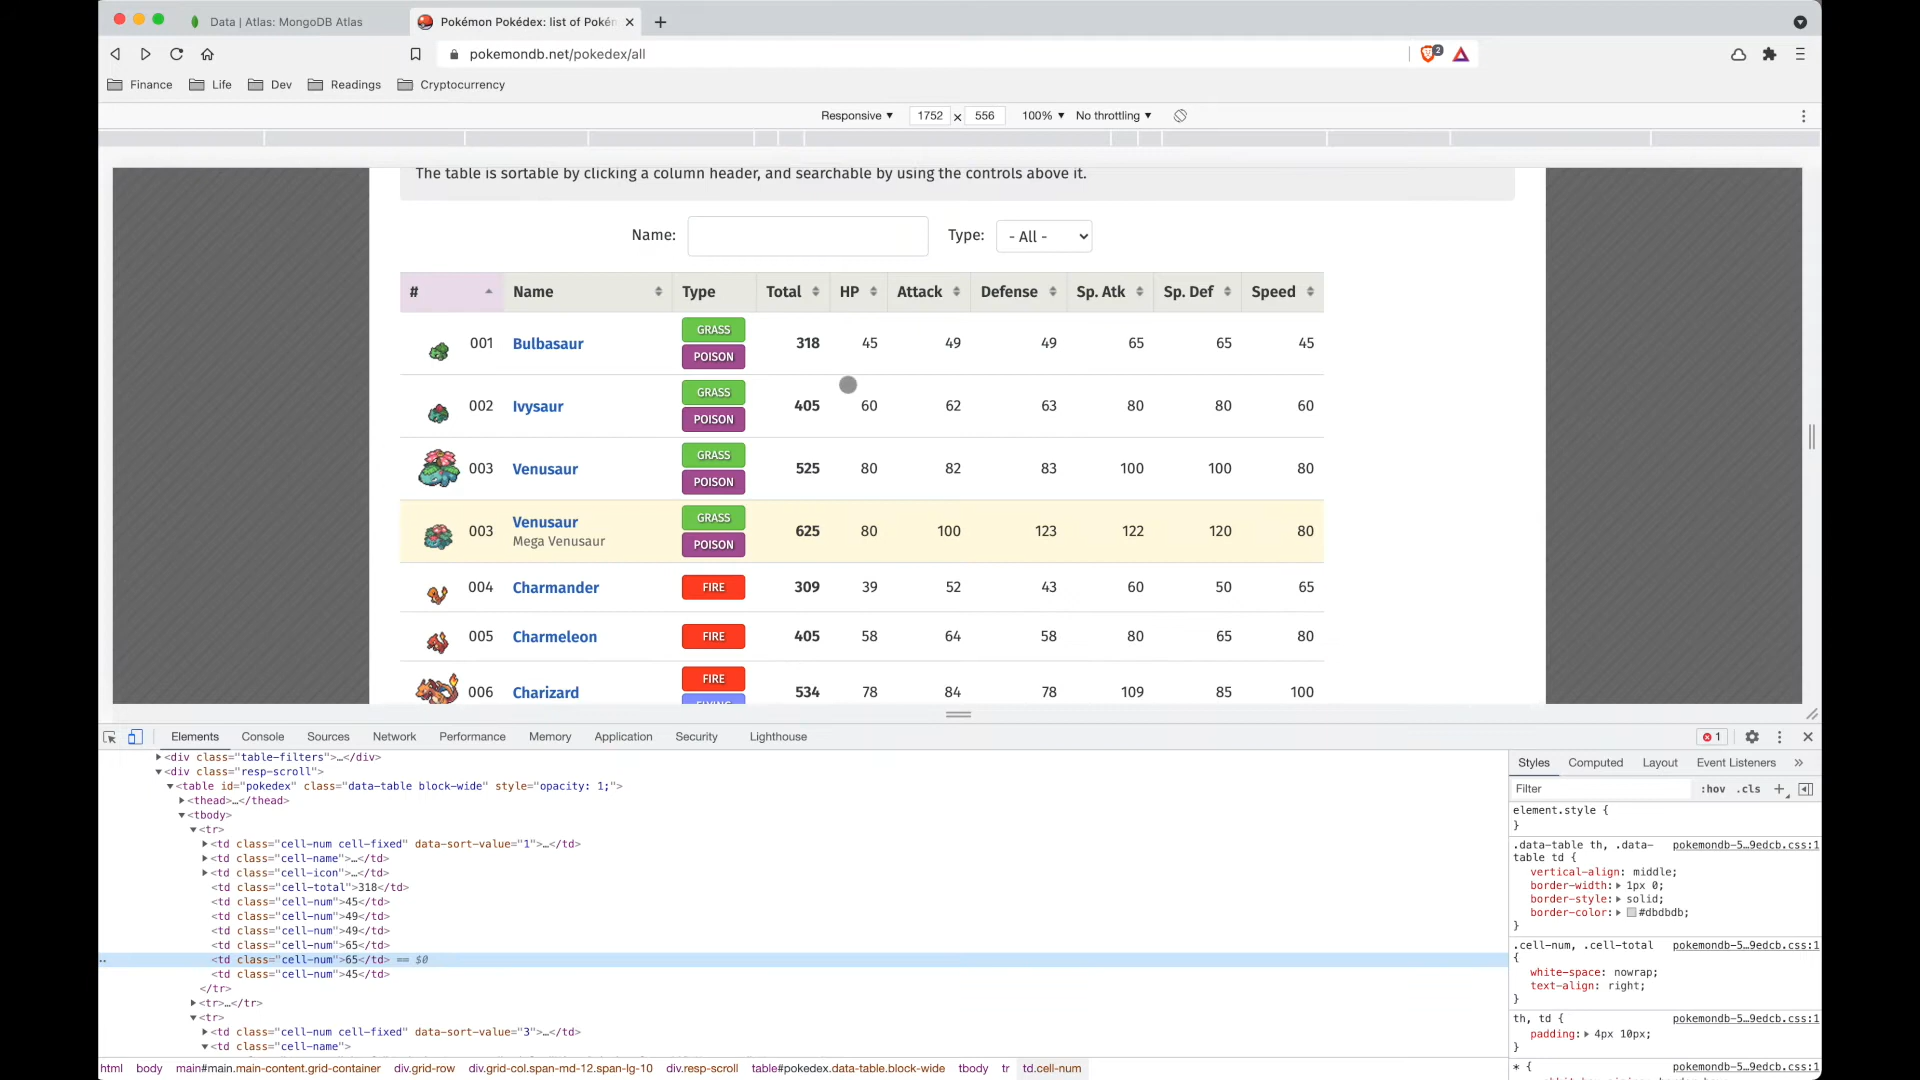 Data | Atlas: MongoDB Atlas
Pokémon Pokédex: list of Pokém
pokemondb.net/pokedex/all
2
Finance Life Dev Readings Cryptocurrency
Responsive ▼ 1752 × 556 100% ▼ No throttling ▼
The table is sortable by clicking a column header, and searchable by using the controls above it.
Name: Type: - All -
# Name Type Total HP Attack Defense Sp. Atk Sp. Def Speed
001 Bulbasaur GRASS POISON 318 45 49 49 65 65 45
002 Ivysaur GRASS POISON 405 60 62 63 80 80 60
003 Venusaur GRASS POISON 525 80 82 83 100 100 80
003 Venusaur Mega Venusaur GRASS POISON 625 80 100 123 122 120 80
004 Charmander FIRE 309 39 52 43 60 50 65
005 Charmeleon FIRE 405 58 64 58 80 65 80
006 Charizard FIRE FLYING 534 78 84 78 109 85 100
Elements Console Sources Network Performance Memory Application Security Lighthouse 1
▶<div class="table-filters">…</div>
▼<div class="resp-scroll">
▼<table id="pokedex" class="data-table block-wide" style="opacity: 1;">
▶<thead>…</thead>
▼<tbody>
▼<tr>
▶<td class="cell-num cell-fixed" data-sort-value="1">…</td>
▶<td class="cell-name">…</td>
▶<td class="cell-icon">…</td>
<td class="cell-total">318</td>
<td class="cell-num">45</td>
<td class="cell-num">49</td>
<td class="cell-num">49</td>
<td class="cell-num">65</td>
<td class="cell-num">65</td> == $0
<td class="cell-num">45</td>
</tr>
▶<tr>…</tr>
▼<tr>
▶<td class="cell-num cell-fixed" data-sort-value="3">…</td>
▼<td class="cell-name">
html body main#main.main-content.grid-container div.grid-row div.grid-col.span-md-12.span-lg-10 div.resp-scroll table#pokedex.data-table.block-wide tbody tr td.cell-num
Styles Computed Layout Event Listeners »
Filter :hov .cls +
element.style {
}
.data-table th, .data- pokemondb-5…9edcb.css:1
table td {
vertical-align: middle;
border-width: ▶ 1px 0;
border-style: ▶ solid;
border-color: ▶ #dbdbdb;
}
.cell-num, .cell-total pokemondb-5…9edcb.css:1
{
white-space: nowrap;
text-align: right;
}
th, td { pokemondb-5…9edcb.css:1
padding: ▶ 4px 10px;
}
* { pokemondb-5…9edcb.css:1